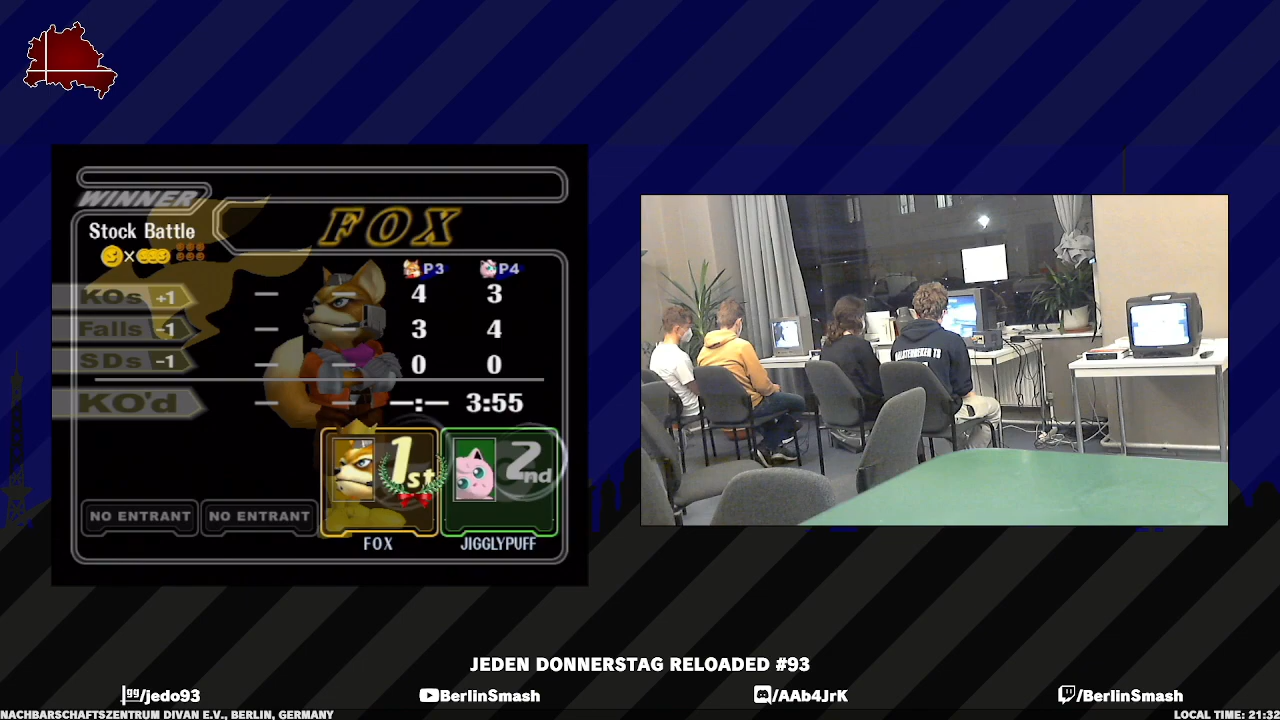 WINNER
FOX
Stock Battle
P3 P4
KOs +1 — — 4 3
Falls -1 — — 3 4
SDs -1 — — 0 0
KO'd — — —:— 3:55
1st 2nd
NO ENTRANT NO ENTRANT
FOX JIGGLYPUFF
JEDEN DONNERSTAG RELOADED #93
gg/jedo93 BerlinSmash /AAb4JrK /BerlinSmash
NACHBARSCHAFTSZENTRUM DIVAN E.V., BERLIN, GERMANY LOCAL TIME: 21:32